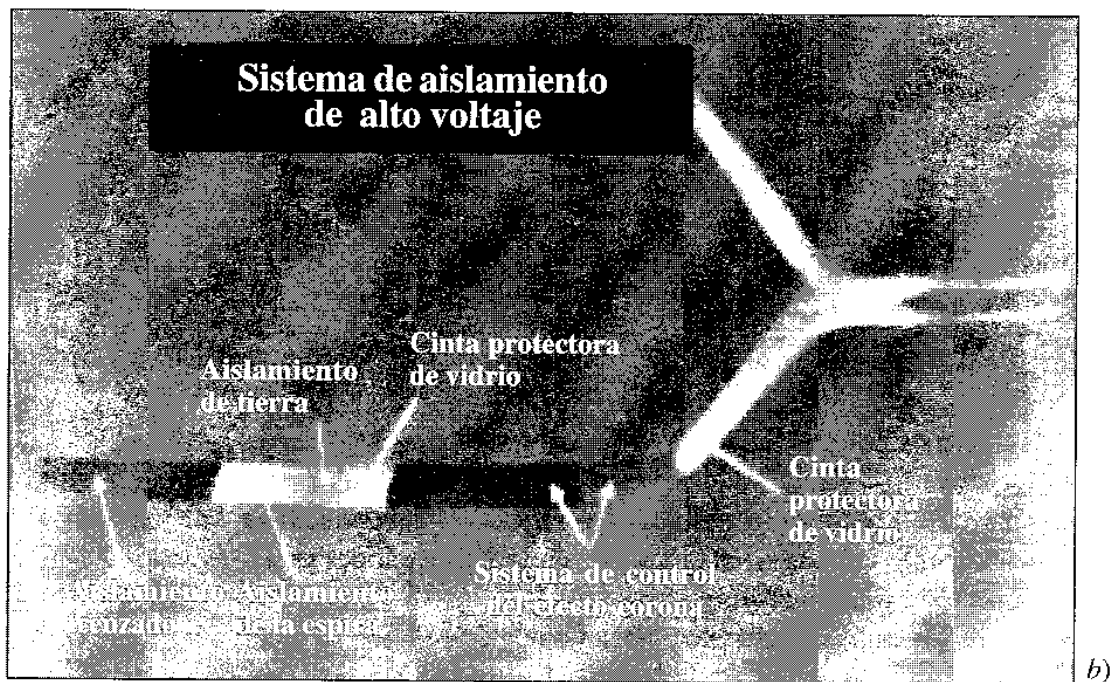 Sistema de aislamiento
de alto voltaje
Cinta protectora
de vidrio
Aislamiento
de tierra
Cinta
protectora
de vidrio
Aislamiento
de la espira
Sistema de control
del efecto corona
b)